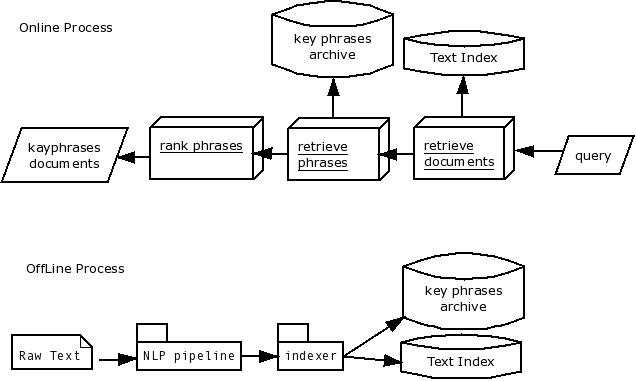 Online Process
key phrases
archive
Text Index
kayphrases
documents
rank phrases
retrieve
phrases
retrieve
documents
query
OffLine Process
key phrases
archive
Raw Text
NLP pipeline
indexer
Text Index